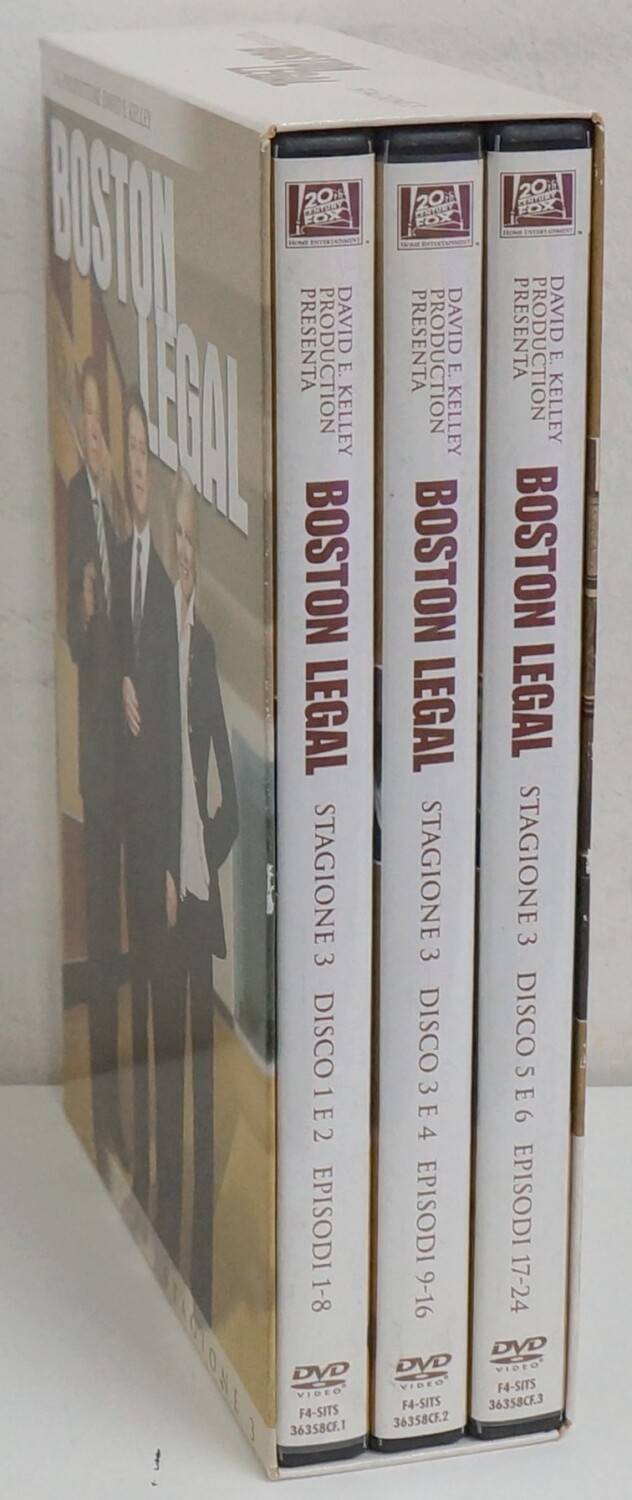 BOSTON
LEGAL
BOSTON
LEGAL
STAGIONE 3
20th
CENTURY
FOX
HOME ENTERTAINMENT
DAVID E. KELLEY
PRODUCTION
PRESENTA
BOSTON LEGAL STAGIONE 3 DISCO 1 E 2 EPISODI 1-8
DVD
VIDEO
F4-SITS
36358CF.1
20th
CENTURY
FOX
HOME ENTERTAINMENT
DAVID E. KELLEY
PRODUCTION
PRESENTA
BOSTON LEGAL STAGIONE 3 DISCO 3 E 4 EPISODI 9-16
DVD
VIDEO
F4-SITS
36358CF.2
20th
CENTURY
FOX
HOME ENTERTAINMENT
DAVID E. KELLEY
PRODUCTION
PRESENTA
BOSTON LEGAL STAGIONE 3 DISCO 5 E 6 EPISODI 17-24
DVD
VIDEO
F4-SITS
36358CF.3